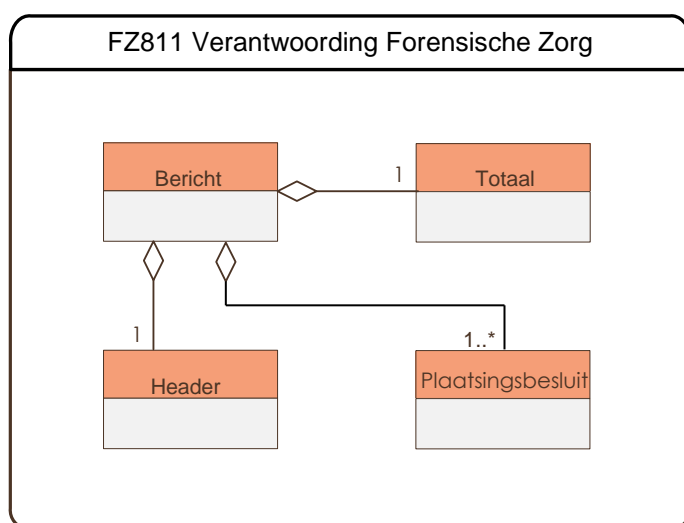 FZ811 Verantwoording Forensische Zorg
Bericht
1
Totaal
1
1..*
Header
Plaatsingsbesluit